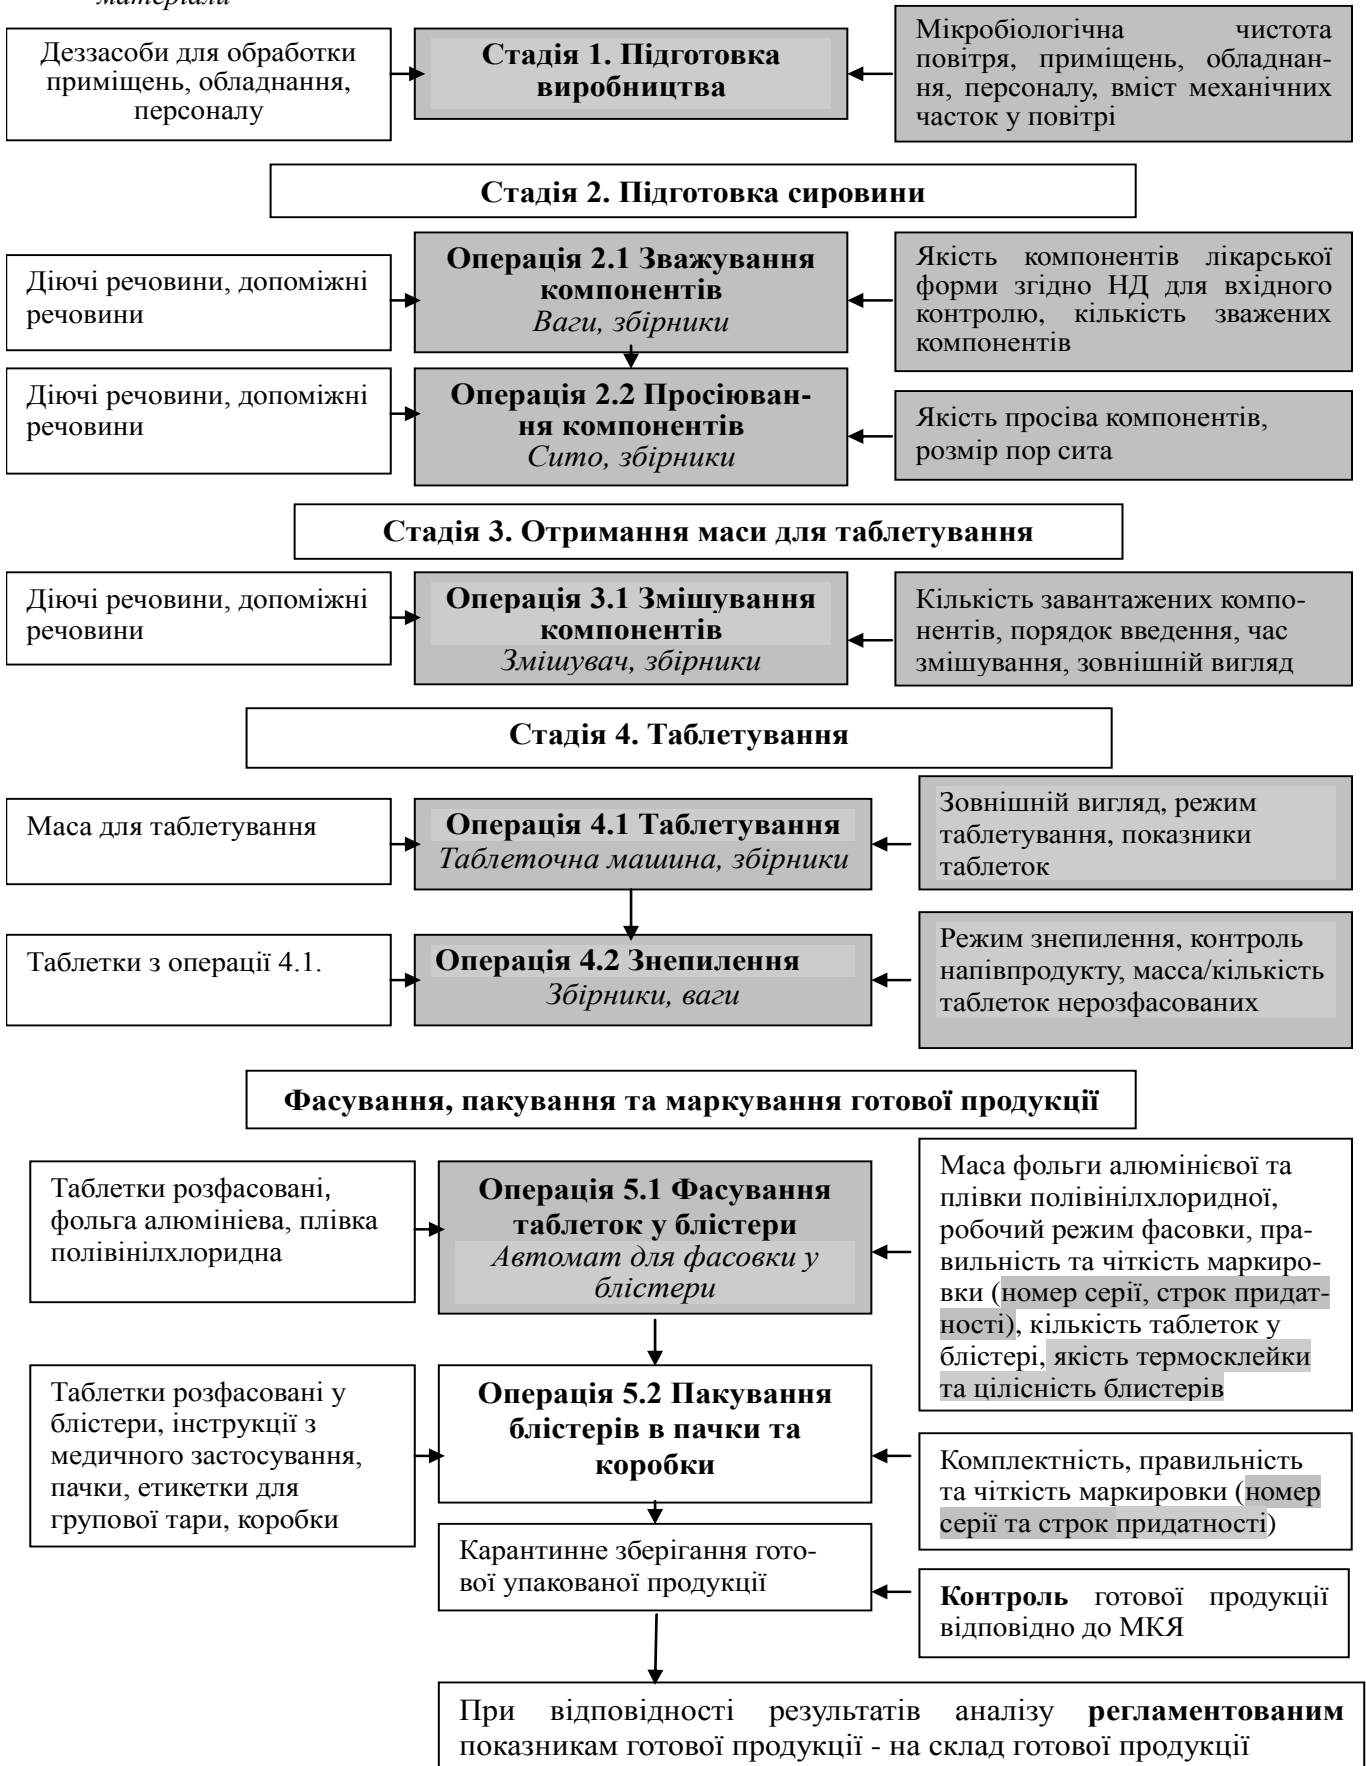 матеріали
Деззасоби для обработки
приміщень, обладнання,
персоналу
Стадія 1. Підготовка
виробництва
Мікробіологічна чистота
повітря, приміщень, обладнан-
ня, персоналу, вміст механічних
часток у повітрі
Стадія 2. Підготовка сировини
Діючі речовини, допоміжні
речовини
Операція 2.1 Зважування
компонентів
Ваги, збірники
Якість компонентів лікарської
форми згідно НД для вхідного
контролю, кількість зважених
компонентів
Діючі речовини, допоміжні
речовини
Операція 2.2 Просіюван-
ня компонентів
Сито, збірники
Якість просіва компонентів,
розмір пор сита
Стадія 3. Отримання маси для таблетування
Діючі речовини, допоміжні
речовини
Операція 3.1 Змішування
компонентів
Змішувач, збірники
Кількість завантажених компо-
нентів, порядок введення, час
змішування, зовнішній вигляд
Стадія 4. Таблетування
Маса для таблетування
Операція 4.1 Таблетування
Таблеточна машина, збірники
Зовнішній вигляд, режим
таблетування, показники
таблеток
Таблетки з операції 4.1.
Операція 4.2 Знепилення
Збірники, ваги
Режим знепилення, контроль
напівпродукту, масса/кількість
таблеток нерозфасованих
Фасування, пакування та маркування готової продукції
Таблетки розфасовані,
фольга алюмініева, плівка
полівінілхлоридна
Операція 5.1 Фасування
таблеток у блістери
Автомат для фасовки у
блістери
Маса фольги алюмінієвої та
плівки полівінілхлоридної,
робочий режим фасовки, пра-
вильність та чіткість маркиро-
вки (номер серії, строк придат-
ності), кількість таблеток у
блістері, якість термосклейки
та цілісність блистерів
Таблетки розфасовані у
блістери, інструкції з
медичного застосування,
пачки, етикетки для
групової тари, коробки
Операція 5.2 Пакування
блістерів в пачки та
коробки
Комплектність, правильність
та чіткість маркировки (номер
серії та строк придатності)
Карантинне зберігання гото-
вої упакованої продукції
Контроль готової продукції
відповідно до МКЯ
При відповідності результатів аналізу регламентованим
показникам готової продукції - на склад готової продукції